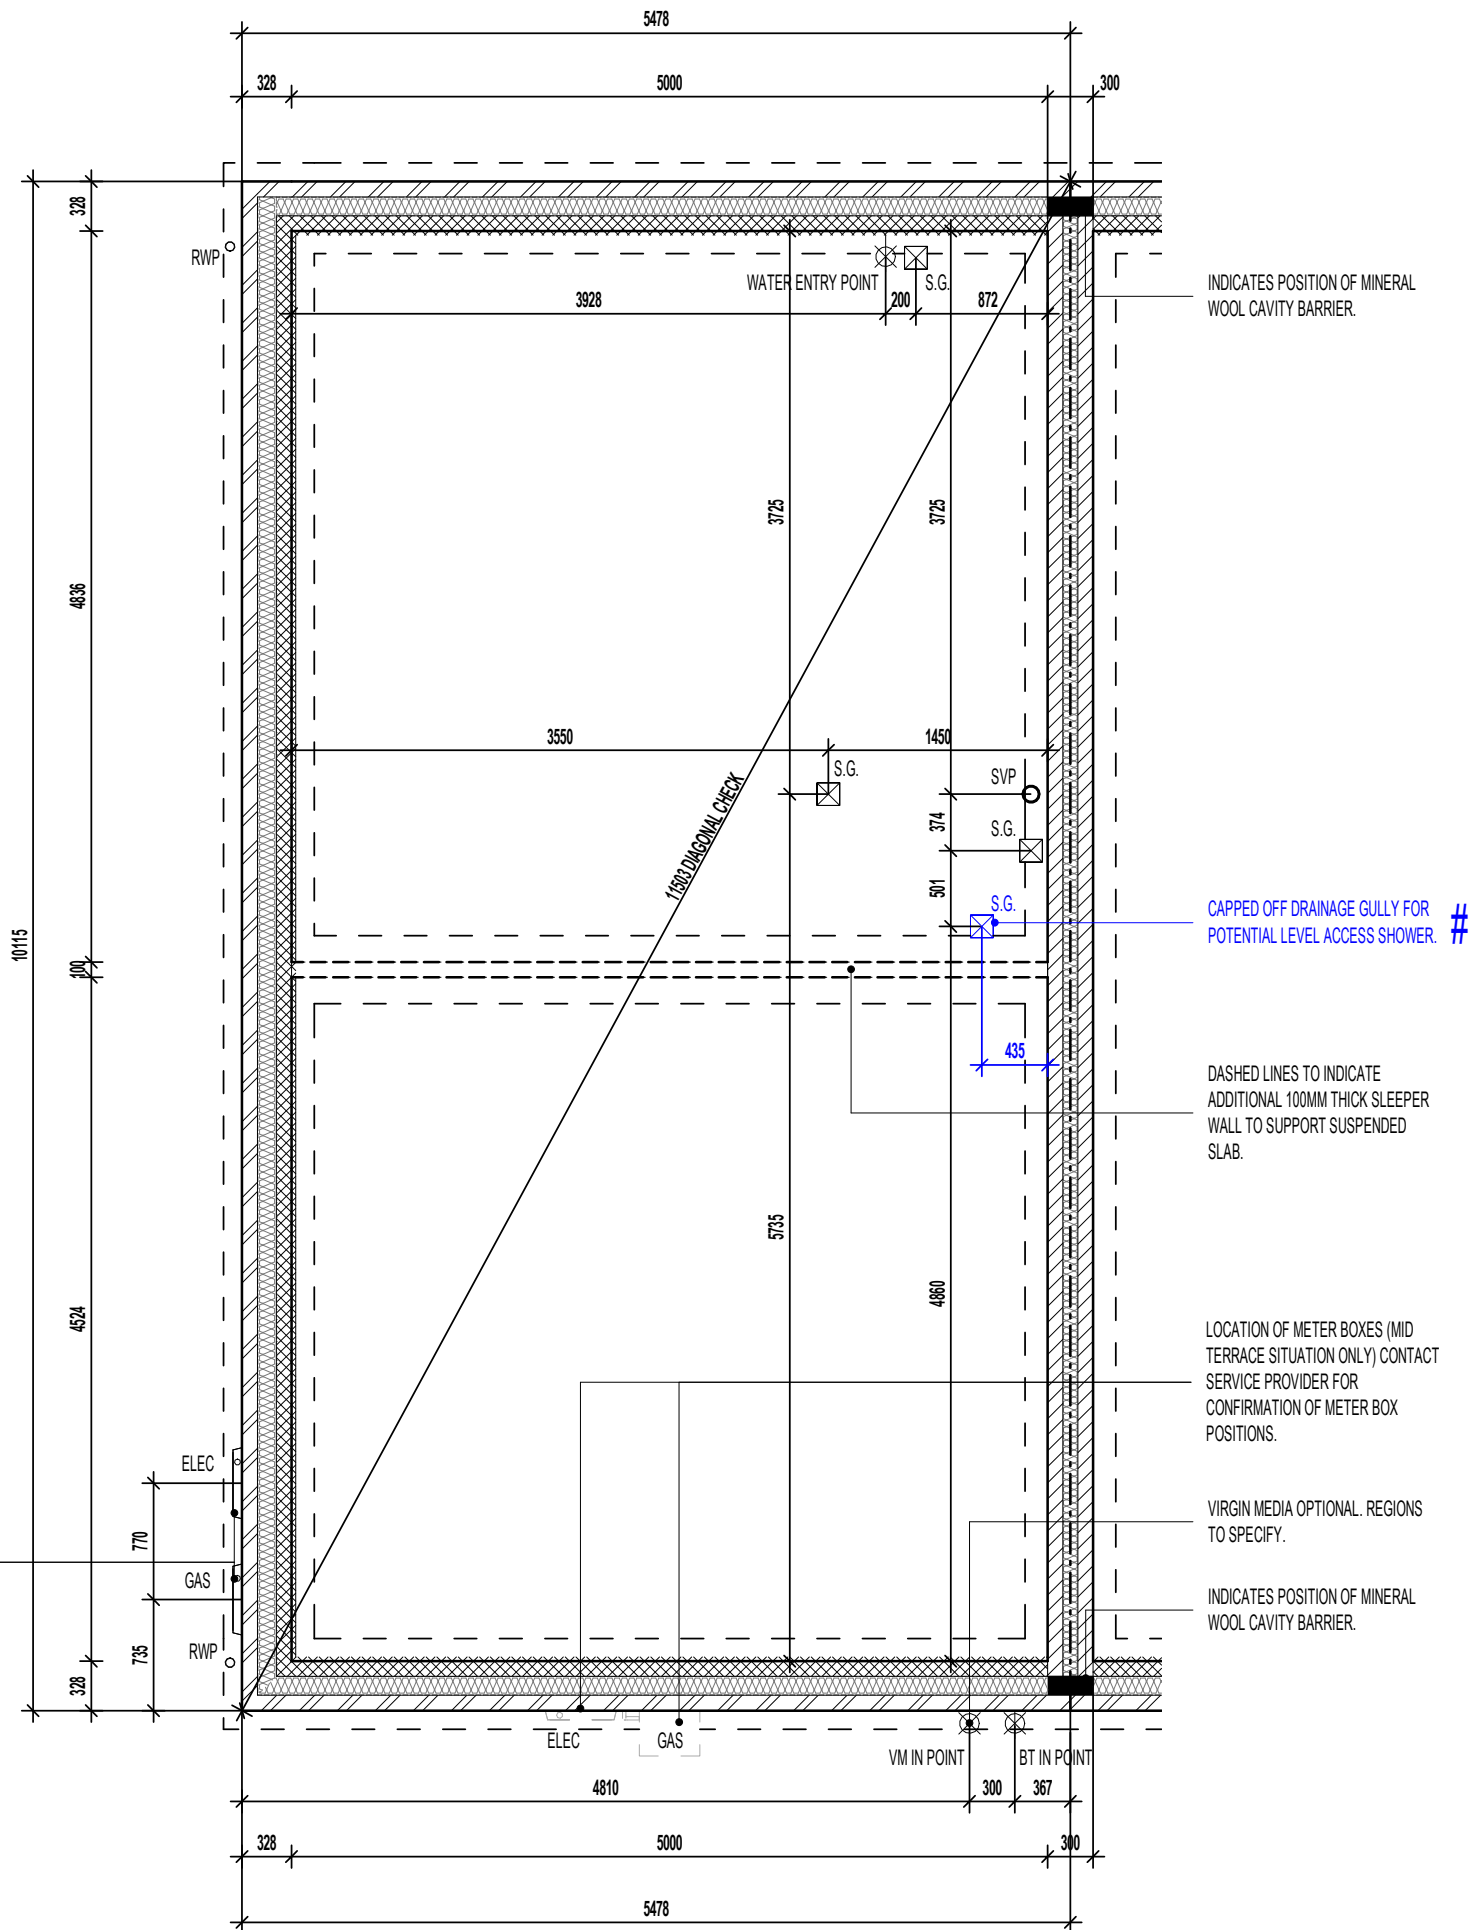 5478
328
5000
300
328
RWP
WATER ENTRY POINT
S.G.
3928
200
872
INDICATES POSITION OF MINERAL
WOOL CAVITY BARRIER.
3725
3725
4836
3550
1450
S.G.
SVP
374
S.G.
11503 DIAGONAL CHECK
501
S.G.
CAPPED OFF DRAINAGE GULLY FOR
POTENTIAL LEVEL ACCESS SHOWER.
#
10115
100
435
DASHED LINES TO INDICATE
ADDITIONAL 100MM THICK SLEEPER
WALL TO SUPPORT SUSPENDED
SLAB.
5735
4860
4524
LOCATION OF METER BOXES (MID
TERRACE SITUATION ONLY) CONTACT
SERVICE PROVIDER FOR
CONFIRMATION OF METER BOX
POSITIONS.
ELEC
770
VIRGIN MEDIA OPTIONAL. REGIONS
TO SPECIFY.
GAS
INDICATES POSITION OF MINERAL
WOOL CAVITY BARRIER.
735
RWP
328
ELEC
GAS
VM IN POINT
BT IN POINT
4810
300
367
328
5000
300
5478